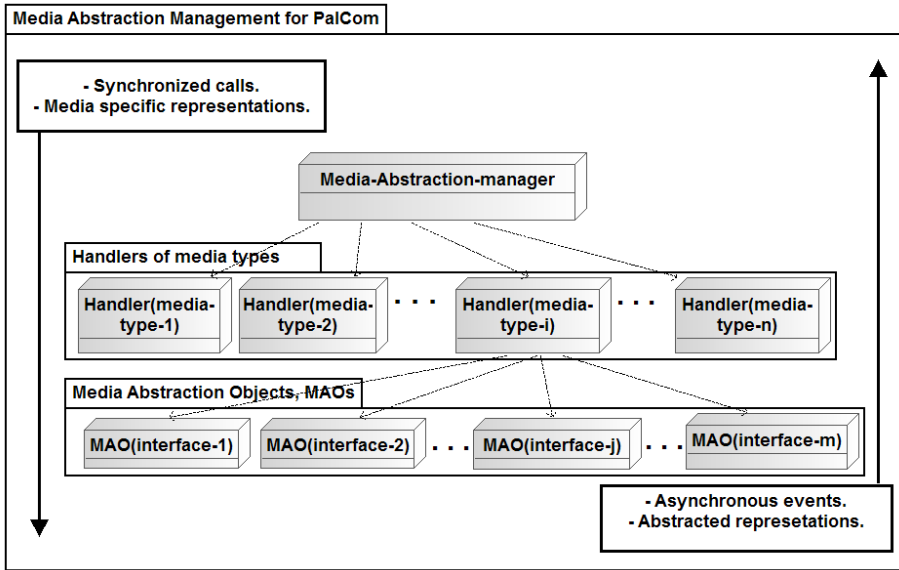 Media Abstraction Management for PalCom
- Synchronized calls.
- Media specific representations.
Media-Abstraction-manager
Handlers of media types
Handler(media-
type-1)
Handler(media-
type-2)
. . .
Handler(media-
type-i)
. . .
Handler(media-
type-n)
Media Abstraction Objects, MAOs
MAO(interface-1)
MAO(interface-2)
. . .
MAO(interface-j)
. . .
MAO(interface-m)
- Asynchronous events.
- Abstracted represetations.